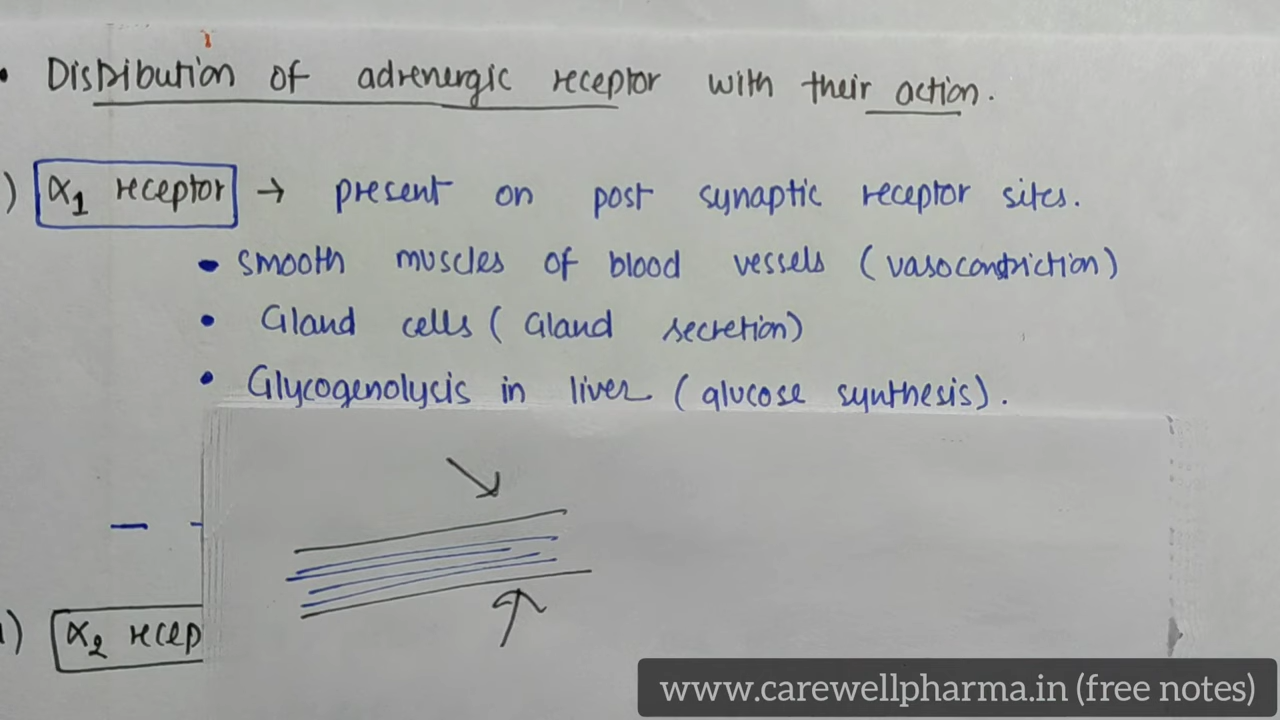 • Distribution of adrenergic receptor with their action.
) α1 receptor → present on post synaptic receptor sites.
• smooth muscles of blood vessels (vasoconstriction)
• Gland cells (Gland secretion)
• Glycogenolysis in liver (glucose synthesis).
) α2 recep
www.carewellpharma.in (free notes)